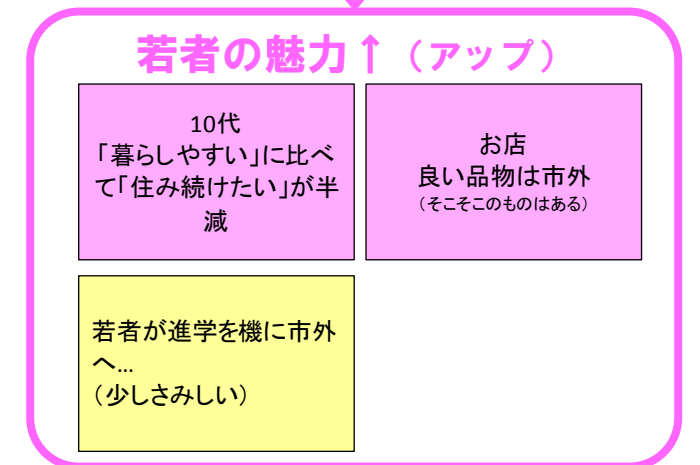 若者の魅力↑（アップ）
10代
「暮らしやすい」に比べ
て「住み続けたい」が半
減
お店
良い品物は市外
（そこそこのものはある）
若者が進学を機に市外
へ…
（少しさみしい）